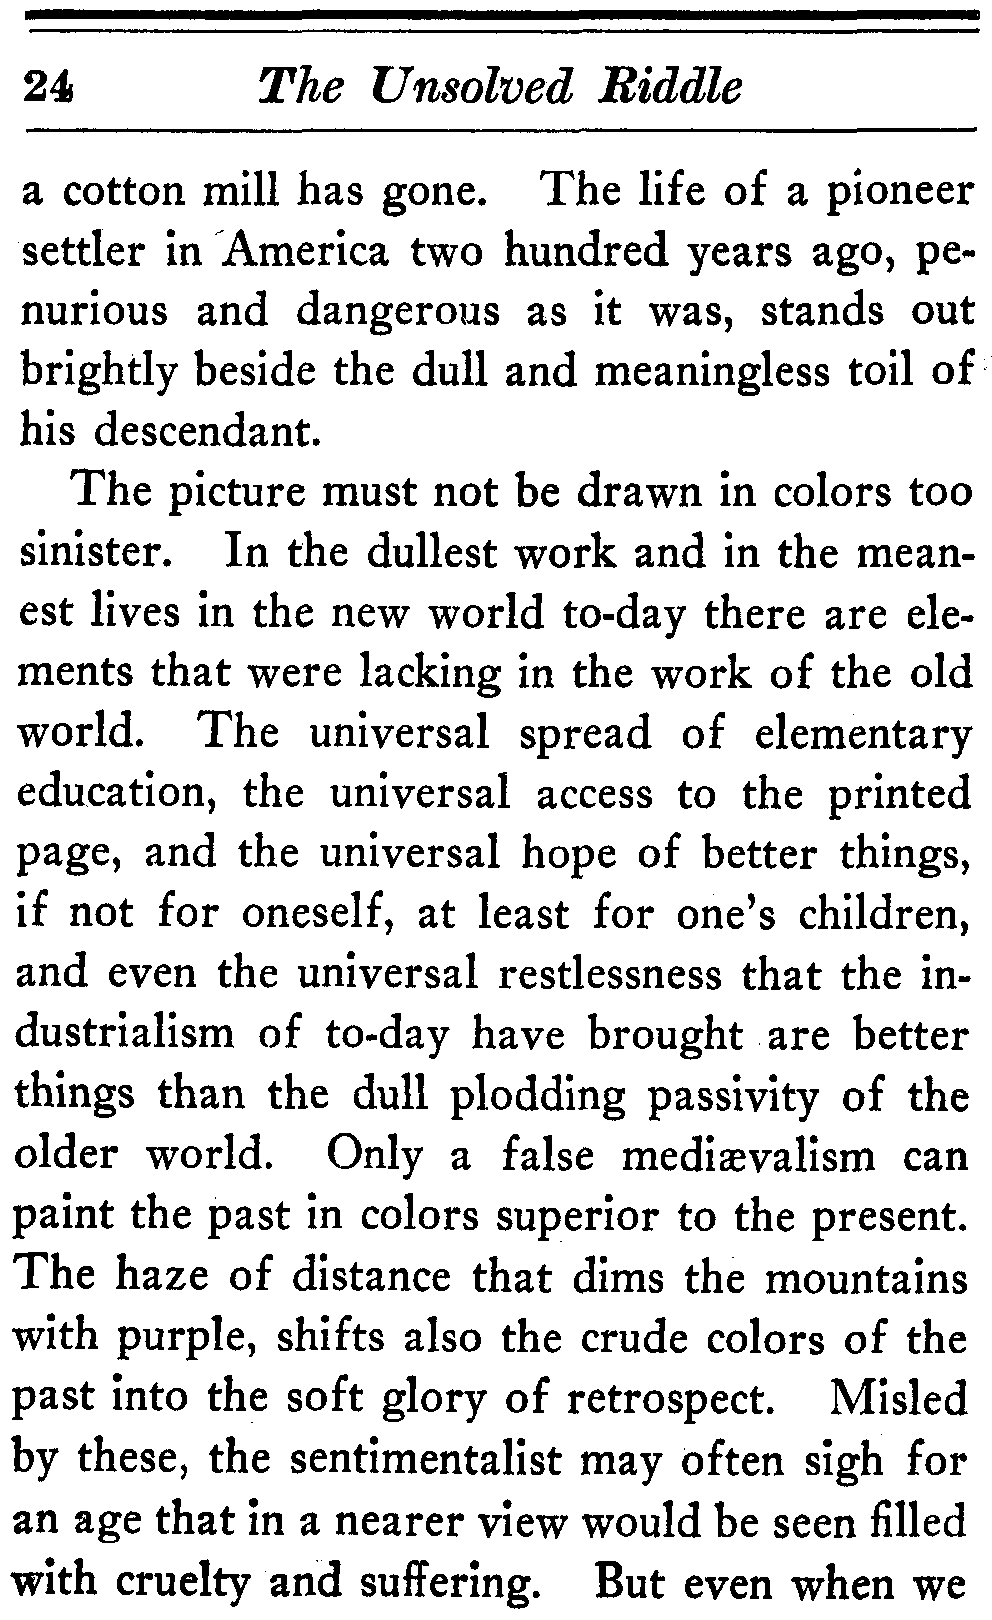 24 The Unsolved Riddle
a cotton mill has gone. The life of a pioneer
settler in America two hundred years ago, pe-
nurious and dangerous as it was, stands out
brightly beside the dull and meaningless toil of
his descendant.
The picture must not be drawn in colors too
sinister. In the dullest work and in the mean-
est lives in the new world to-day there are ele-
ments that were lacking in the work of the old
world. The universal spread of elementary
education, the universal access to the printed
page, and the universal hope of better things,
if not for oneself, at least for one's children,
and even the universal restlessness that the in-
dustrialism of to-day have brought are better
things than the dull plodding passivity of the
older world. Only a false mediævalism can
paint the past in colors superior to the present.
The haze of distance that dims the mountains
with purple, shifts also the crude colors of the
past into the soft glory of retrospect. Misled
by these, the sentimentalist may often sigh for
an age that in a nearer view would be seen filled
with cruelty and suffering. But even when we